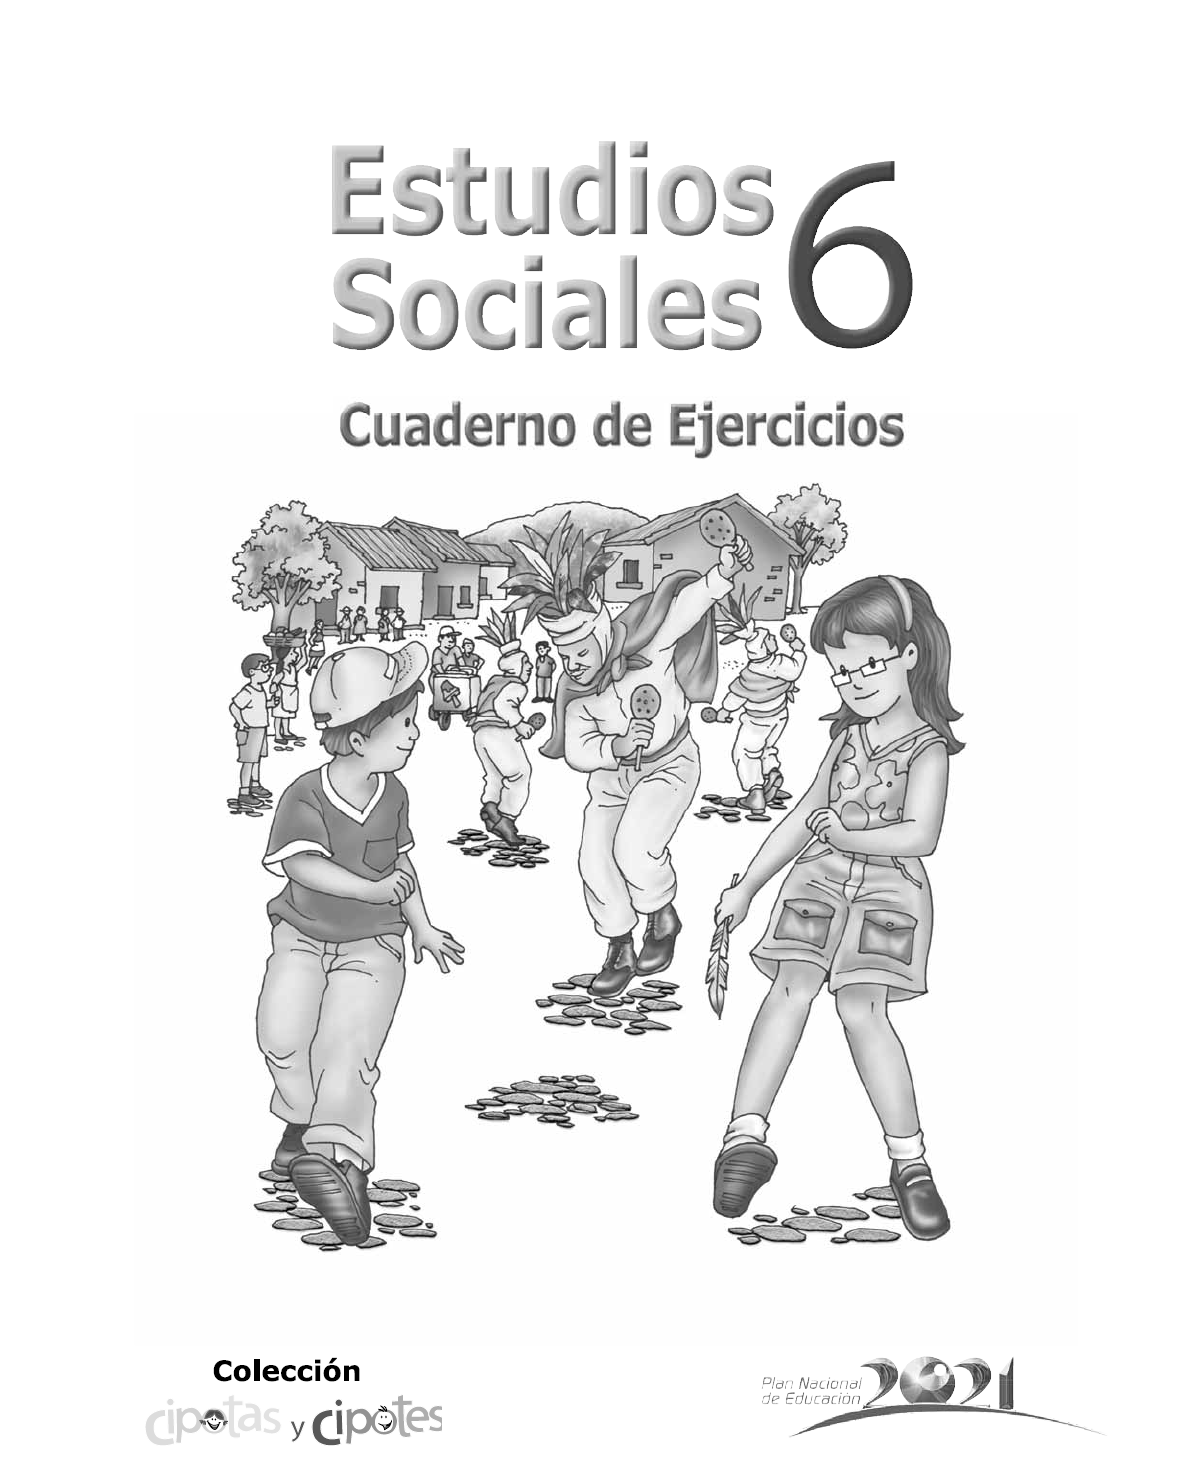 Estudios
Sociales 6
Cuaderno de Ejercicios
Colección
cipotas y cipotes
Plan Nacional
de Educación 2021